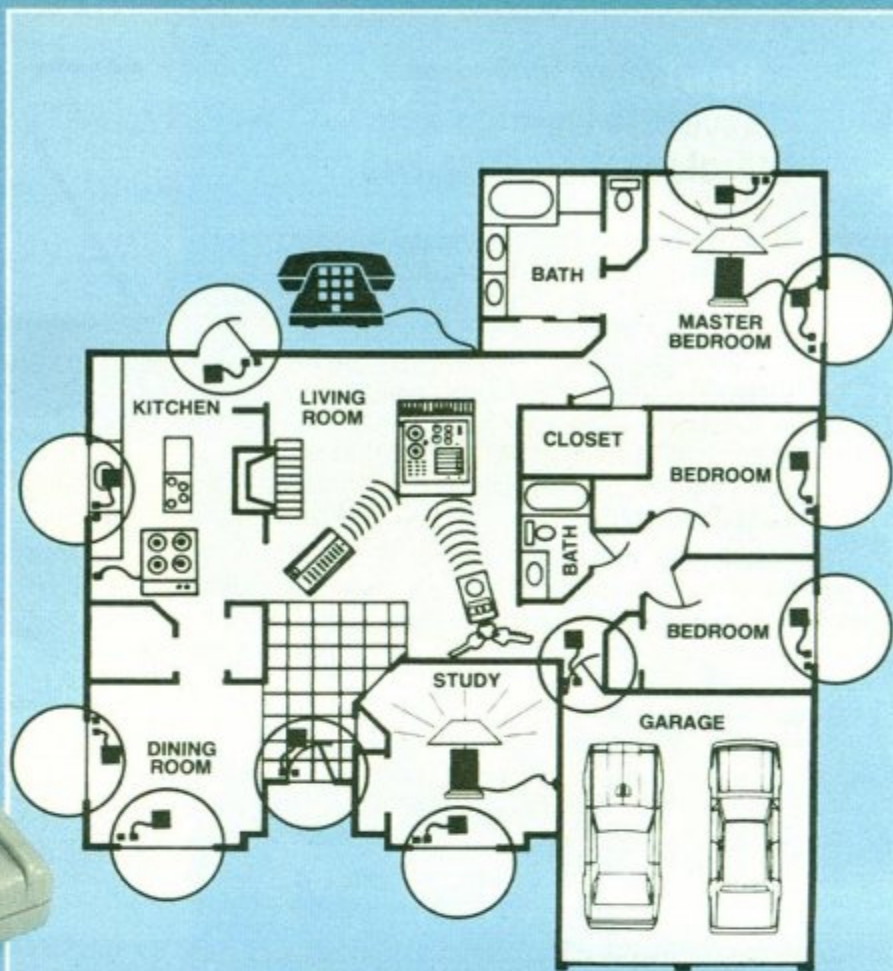 BATH
MASTER
BEDROOM
KITCHEN
LIVING
ROOM
CLOSET
BEDROOM
BATH
BEDROOM
STUDY
GARAGE
DINING
ROOM